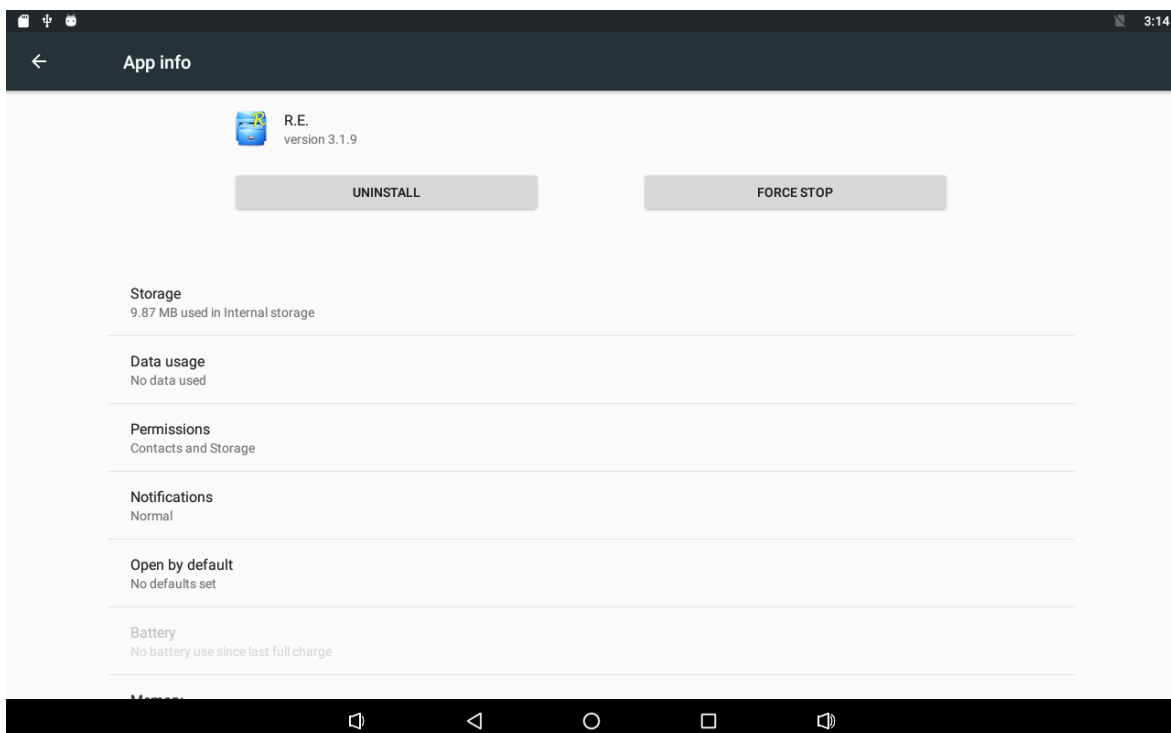 3:14
App info
R.E.
version 3.1.9
UNINSTALL
FORCE STOP
Storage
9.87 MB used in Internal storage
Data usage
No data used
Permissions
Contacts and Storage
Notifications
Normal
Open by default
No defaults set
Battery
No battery use since last full charge
Memory